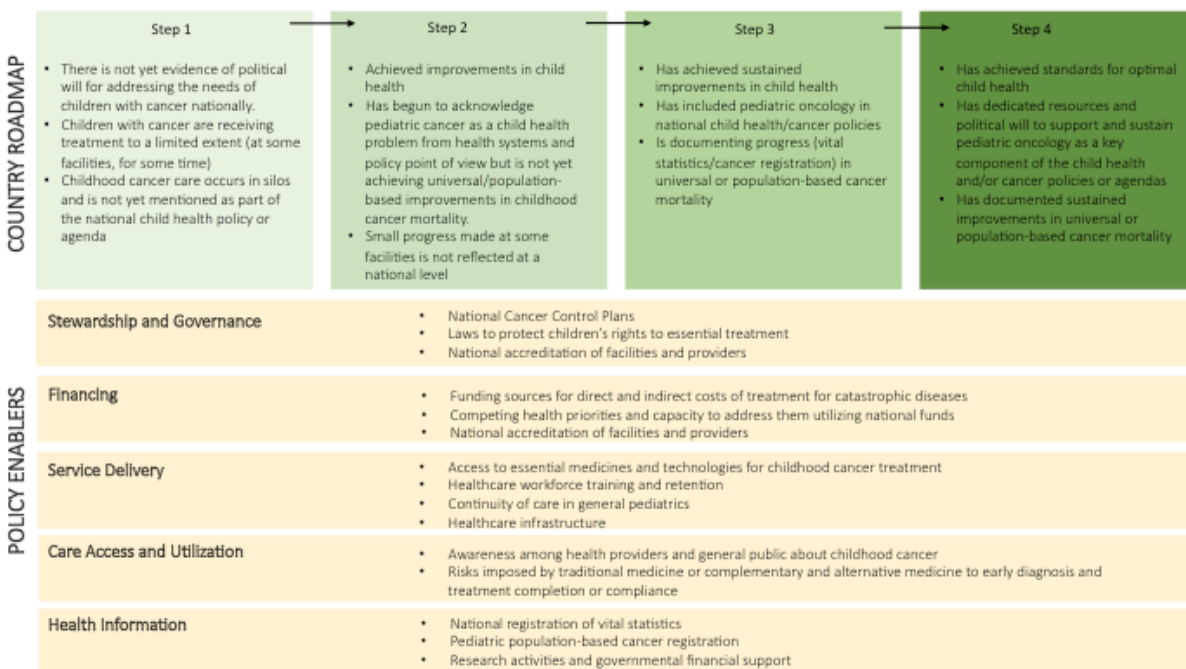 COUNTRY ROADMAP
Step 1
• There is not yet evidence of political
will for addressing the needs of
children with cancer nationally.
• Children with cancer are receiving
treatment to a limited extent (at some
facilities, for some time)
• Childhood cancer care occurs in silos
and is not yet mentioned as part of
the national child health policy or
agenda
Step 2
• Achieved improvements in child
health
• Has begun to acknowledge
pediatric cancer as a child health
problem from health systems and
policy point of view but is not yet
achieving universal/population-
based improvements in childhood
cancer mortality.
• Small progress made at some
facilities is not reflected at a
national level
Step 3
• Has achieved sustained
improvements in child health
• Has included pediatric oncology in
national child health/cancer policies
• Is documenting progress (vital
statistics/cancer registration) in
universal or population-based cancer
mortality
Step 4
• Has achieved standards for optimal
child health
• Has dedicated resources and
political will to support and sustain
pediatric oncology as a key
component of the child health
and/or cancer policies or agendas
• Has documented sustained
improvements in universal or
population-based cancer mortality
POLICY ENABLERS
Stewardship and Governance
• National Cancer Control Plans
• Laws to protect children's rights to essential treatment
• National accreditation of facilities and providers
Financing
• Funding sources for direct and indirect costs of treatment for catastrophic diseases
• Competing health priorities and capacity to address them utilizing national funds
• National accreditation of facilities and providers
Service Delivery
• Access to essential medicines and technologies for childhood cancer treatment
• Healthcare workforce training and retention
• Continuity of care in general pediatrics
• Healthcare infrastructure
Care Access and Utilization
• Awareness among health providers and general public about childhood cancer
• Risks imposed by traditional medicine or complementary and alternative medicine to early diagnosis and
treatment completion or compliance
Health Information
• National registration of vital statistics
• Pediatric population-based cancer registration
• Research activities and governmental financial support